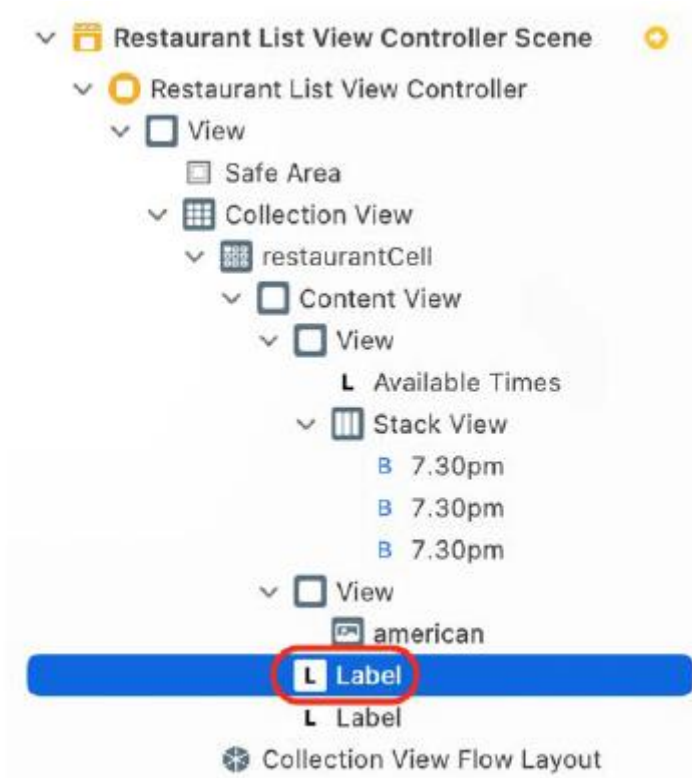 Restaurant List View Controller Scene
Restaurant List View Controller
View
Safe Area
Collection View
restaurantCell
Content View
View
L Available Times
Stack View
B 7.30pm
B 7.30pm
B 7.30pm
View
american
L Label
L Label
Collection View Flow Layout